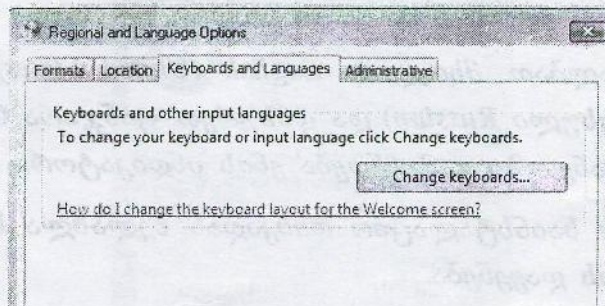 Regional and Language Options
Formats Location Keyboards and Languages Administrative
Keyboards and other input languages
To change your keyboard or input language click Change keyboards.
Change keyboards...
How do I change the keyboard layout for the Welcome screen?